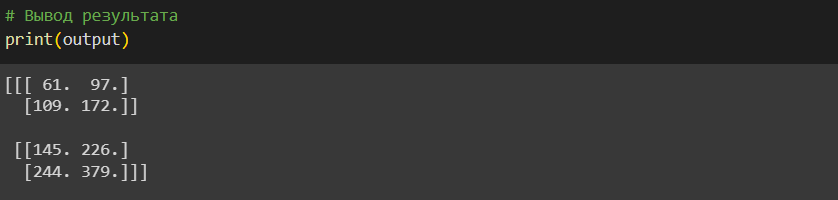 # Вывод результата
print(output)
[[[ 61.  97.]
  [109. 172.]]
 [[145. 226.]
  [244. 379.]]]